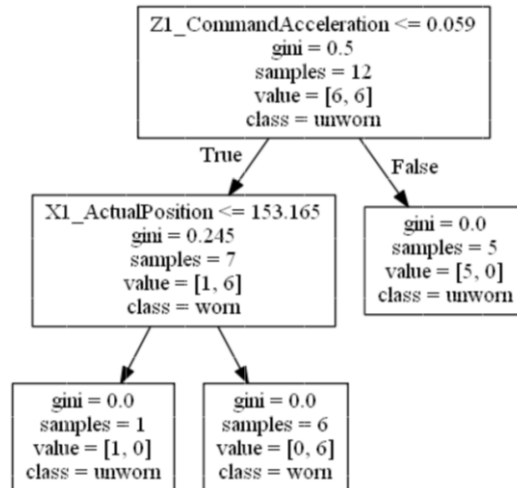 Z1_CommandAcceleration <= 0.059
gini = 0.5
samples = 12
value = [6, 6]
class = unworn
True
False
X1_ActualPosition <= 153.165
gini = 0.245
samples = 7
value = [1, 6]
class = worn
gini = 0.0
samples = 5
value = [5, 0]
class = unworn
gini = 0.0
samples = 1
value = [1, 0]
class = unworn
gini = 0.0
samples = 6
value = [0, 6]
class = worn